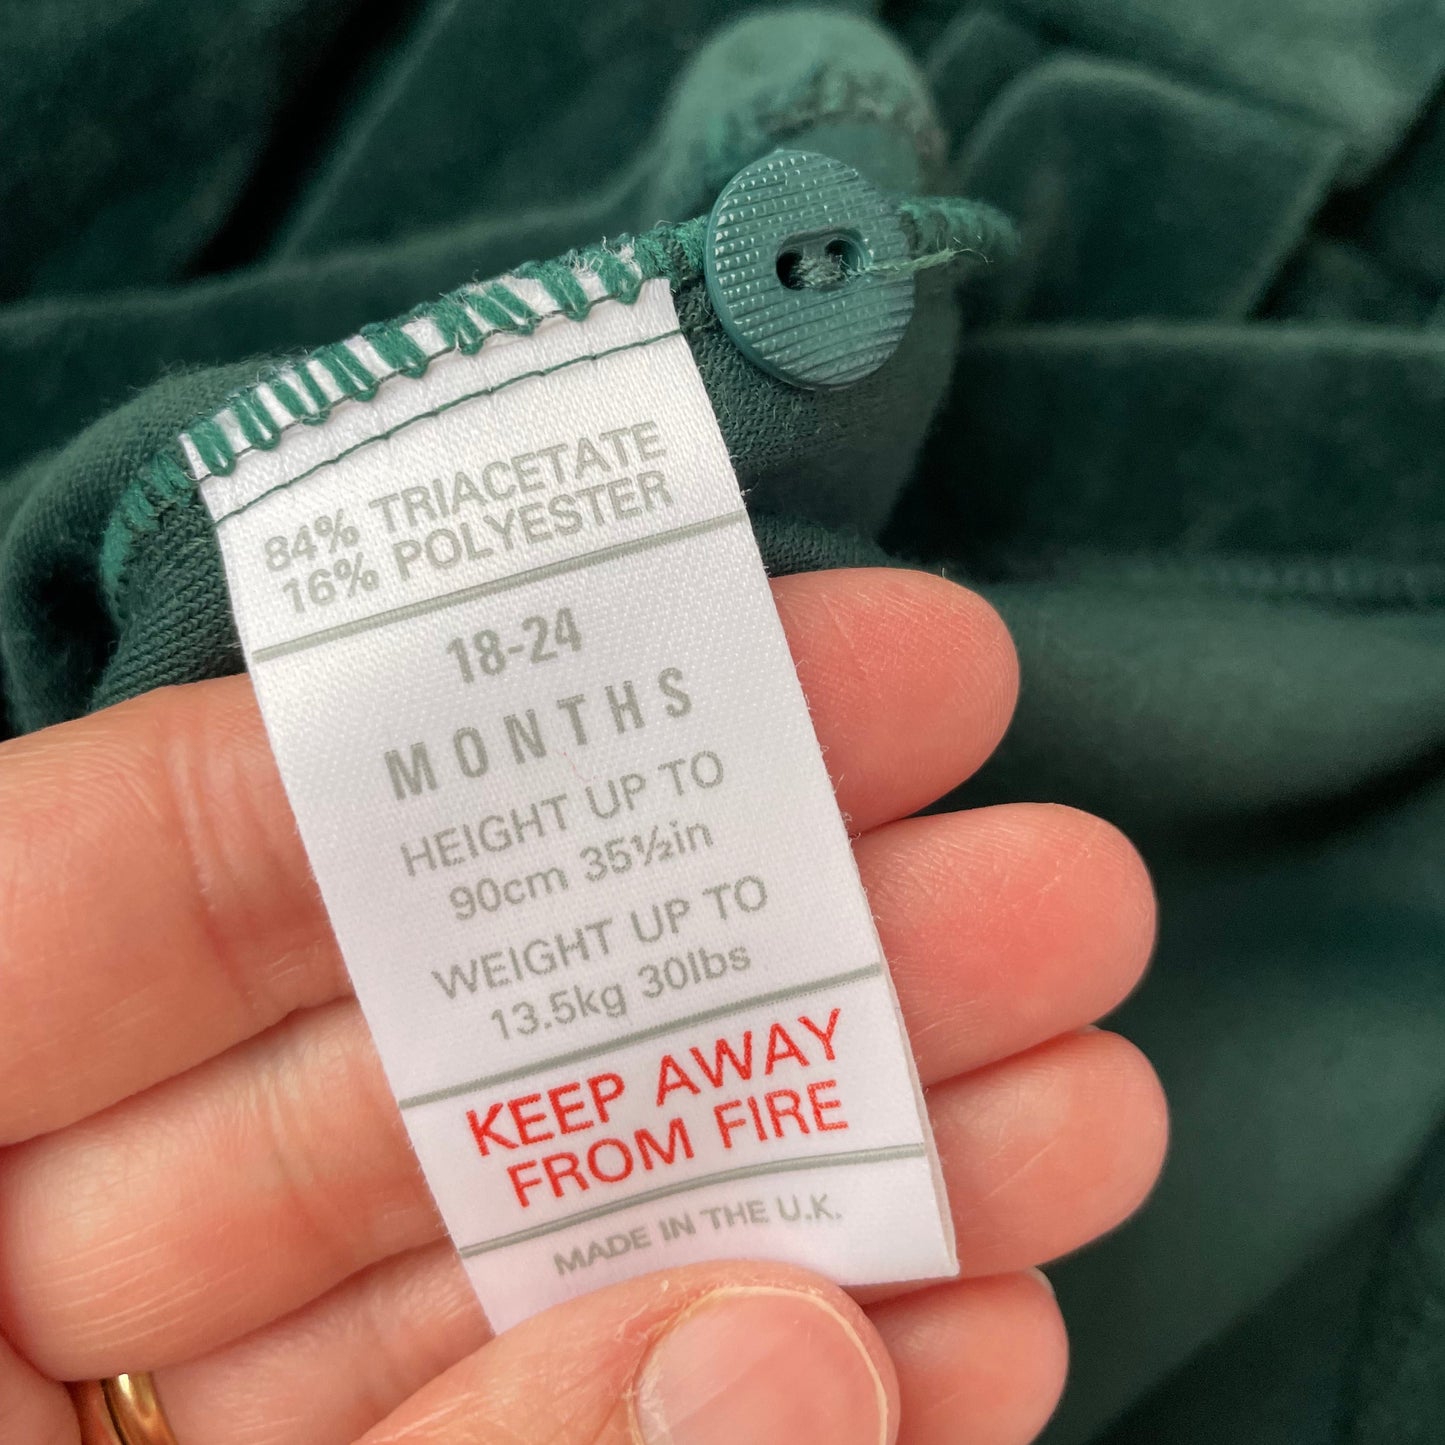 84% TRIACETATE
16% POLYESTER
18-24
MONTHS
HEIGHT UP TO
90cm 35½in
WEIGHT UP TO
13.5kg 30lbs
KEEP AWAY
FROM FIRE
MADE IN THE U.K.